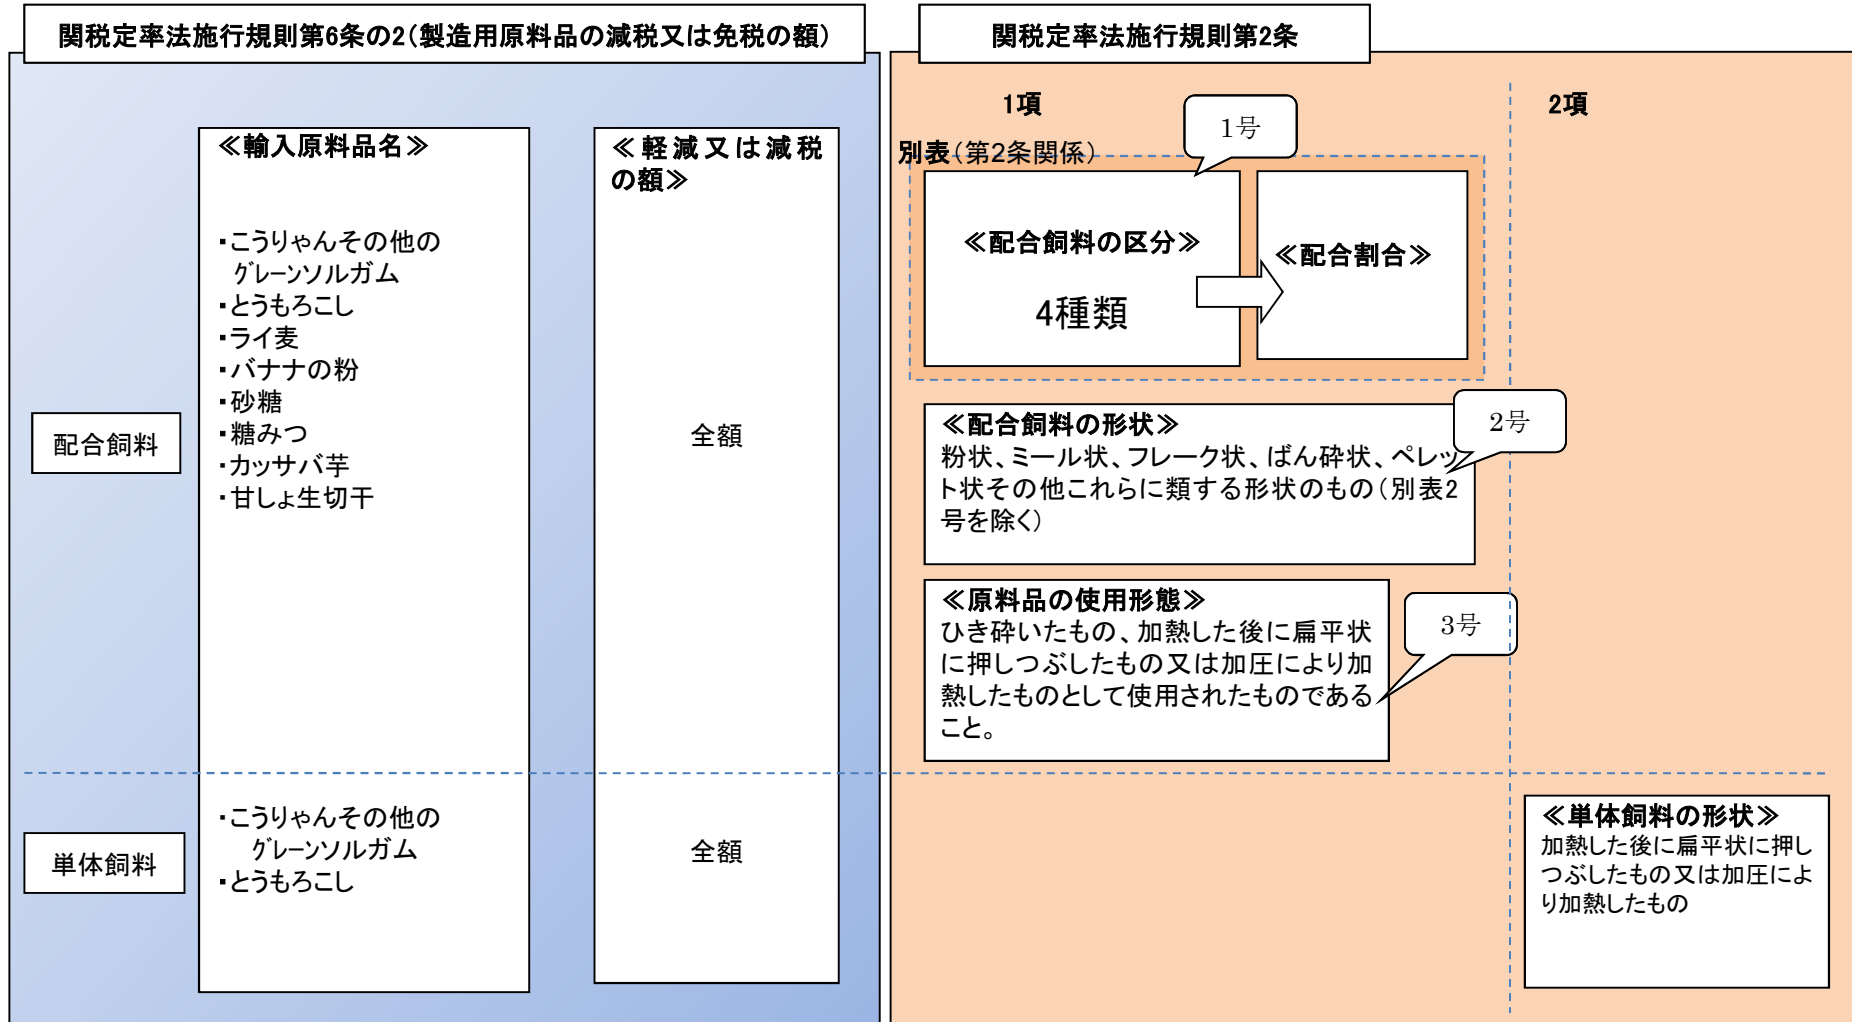 関税定率法施行規則第6条の2(製造用原料品の減税又は免税の額)
≪輸入原料品名≫
≪軽減又は減税
の額≫
配合飼料
・こうりゃんその他の
グレーンソルガム
・とうもろこし
・ライ麦
・バナナの粉
・砂糖
・糖みつ
・カッサバ芋
・甘しょ生切干
全額
単体飼料
・こうりゃんその他の
グレーンソルガム
・とうもろこし
全額
関税定率法施行規則第2条
1項
2項
別表(第2条関係)
1号
≪配合飼料の区分≫
4種類
≪配合割合≫
2号
≪配合飼料の形状≫
粉状、ミール状、フレーク状、ばん砕状、ペレッ
ト状その他これらに類する形状のもの(別表2
号を除く)
3号
≪原料品の使用形態≫
ひき砕いたもの、加熱した後に扁平状
に押しつぶしたもの又は加圧により加
熱したものとして使用されたものである
こと。
≪単体飼料の形状≫
加熱した後に扁平状に押し
つぶしたもの又は加圧によ
り加熱したもの